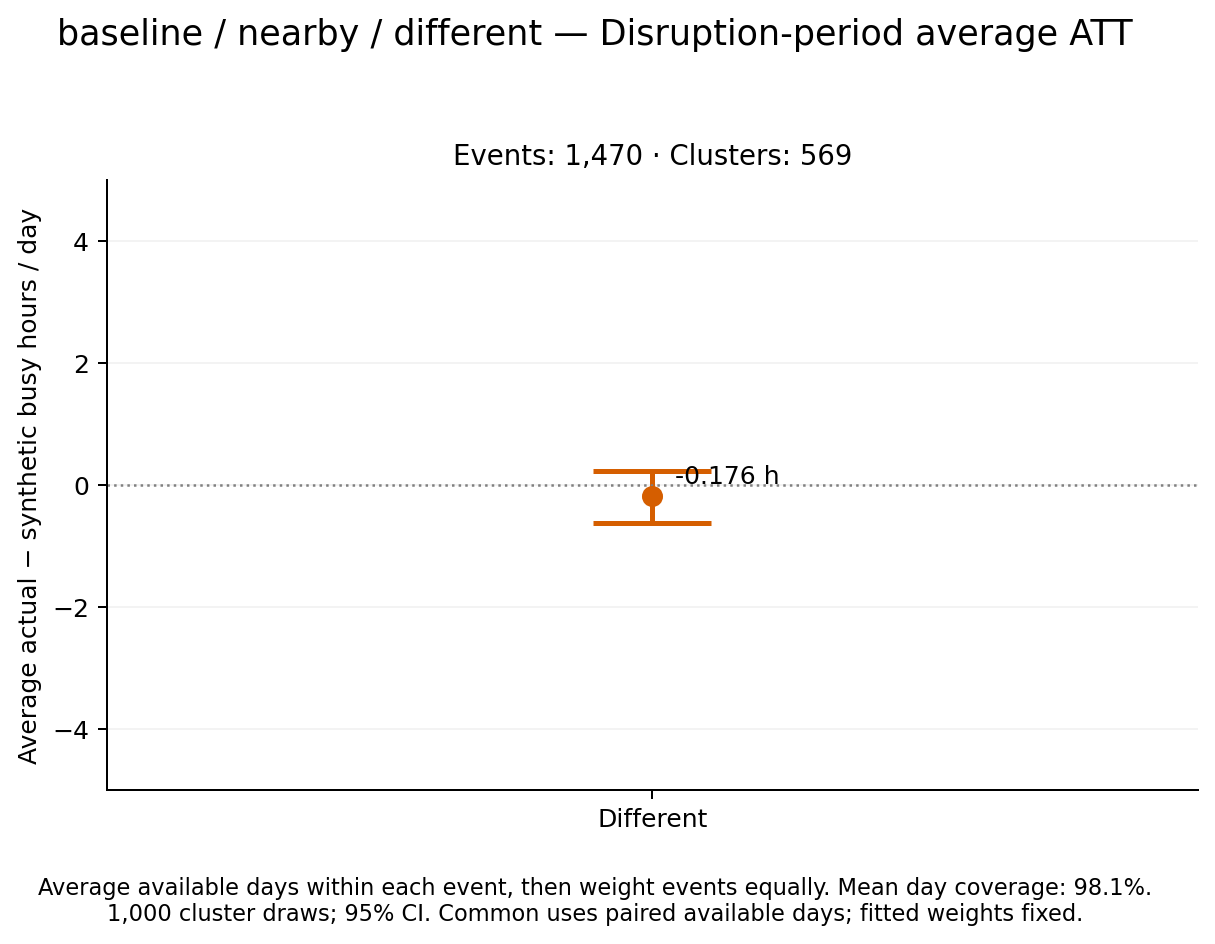 baseline / nearby / different — Disruption-period average ATT
Events: 1,470 · Clusters: 569
Average actual − synthetic busy hours / day
4
2
0
−2
−4
-0.176 h
Different
Average available days within each event, then weight events equally. Mean day coverage: 98.1%.
1,000 cluster draws; 95% CI. Common uses paired available days; fitted weights fixed.